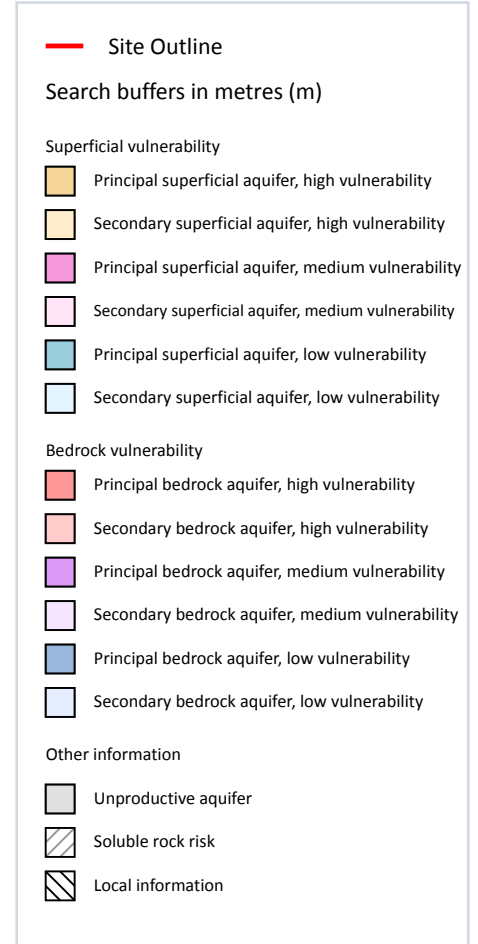 Site Outline
Search buffers in metres (m)
Superficial vulnerability
Principal superficial aquifer, high vulnerability
Secondary superficial aquifer, high vulnerability
Principal superficial aquifer, medium vulnerability
Secondary superficial aquifer, medium vulnerability
Principal superficial aquifer, low vulnerability
Secondary superficial aquifer, low vulnerability
Bedrock vulnerability
Principal bedrock aquifer, high vulnerability
Secondary bedrock aquifer, high vulnerability
Principal bedrock aquifer, medium vulnerability
Secondary bedrock aquifer, medium vulnerability
Principal bedrock aquifer, low vulnerability
Secondary bedrock aquifer, low vulnerability
Other information
Unproductive aquifer
Soluble rock risk
Local information